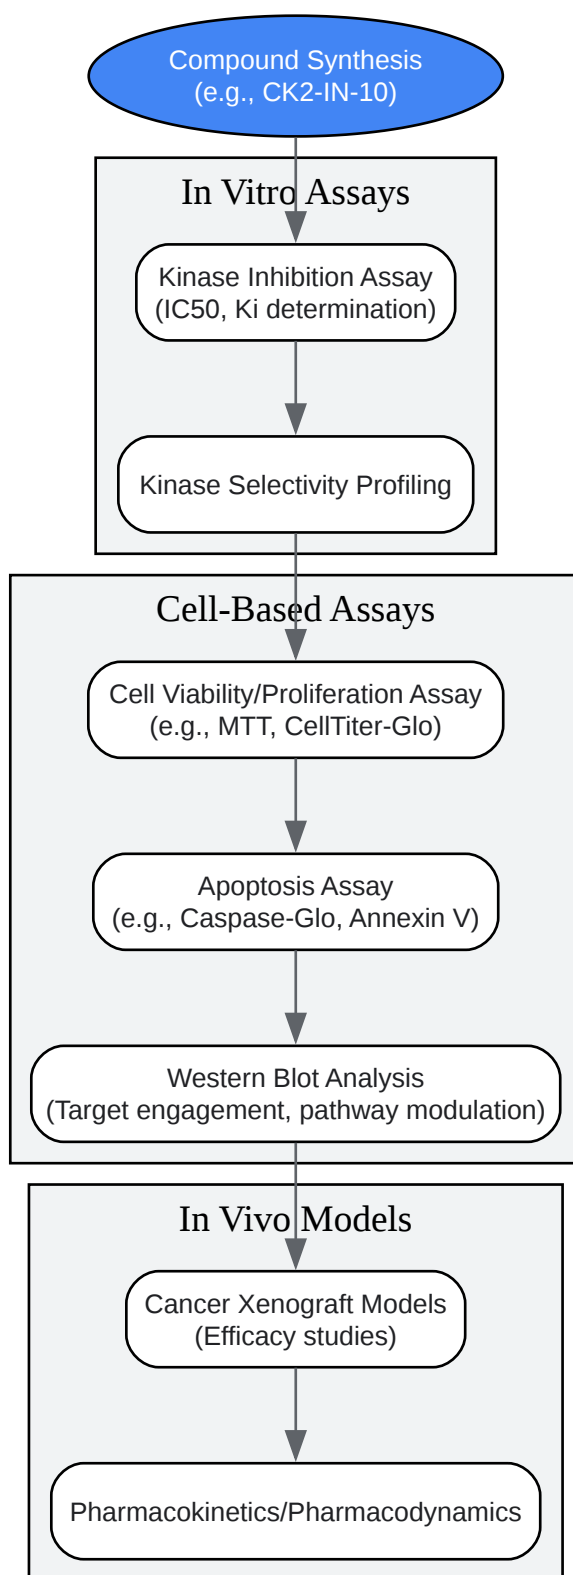 Compound Synthesis
(e.g., CK2-IN-10)
In Vitro Assays
Kinase Inhibition Assay
(IC50, Ki determination)
Kinase Selectivity Profiling
Cell-Based Assays
Cell Viability/Proliferation Assay
(e.g., MTT, CellTiter-Glo)
Apoptosis Assay
(e.g., Caspase-Glo, Annexin V)
Western Blot Analysis
(Target engagement, pathway modulation)
In Vivo Models
Cancer Xenograft Models
(Efficacy studies)
Pharmacokinetics/Pharmacodynamics